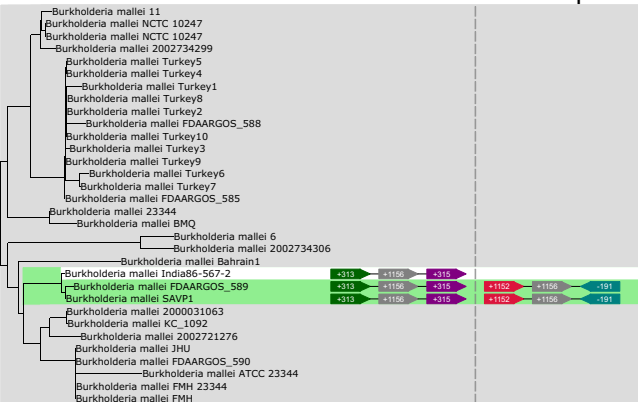 Burkholderia mallei 11
Burkholderia mallei NCTC 10247
Burkholderia mallei NCTC 10247
Burkholderia mallei 2002734299
Burkholderia mallei Turkey5
Burkholderia mallei Turkey4
Burkholderia mallei Turkey1
Burkholderia mallei Turkey8
Burkholderia mallei Turkey2
Burkholderia mallei FDAARGOS_588
Burkholderia mallei Turkey10
Burkholderia mallei Turkey3
Burkholderia mallei Turkey9
Burkholderia mallei Turkey6
Burkholderia mallei Turkey7
Burkholderia mallei FDAARGOS_585
Burkholderia mallei 23344
Burkholderia mallei BMQ
Burkholderia mallei 6
Burkholderia mallei 2002734306
Burkholderia mallei Bahrain1
Burkholderia mallei India86-567-2 +313 +1156 +315
Burkholderia mallei FDAARGOS_589 +313 +1156 +315 +1152 +1156 -191
Burkholderia mallei SAVP1 +313 +1156 +315 +1152 +1156 -191
Burkholderia mallei 2000031063
Burkholderia mallei KC_1092
Burkholderia mallei 2002721276
Burkholderia mallei JHU
Burkholderia mallei FDAARGOS_590
Burkholderia mallei ATCC 23344
Burkholderia mallei FMH 23344
Burkholderia mallei FMH